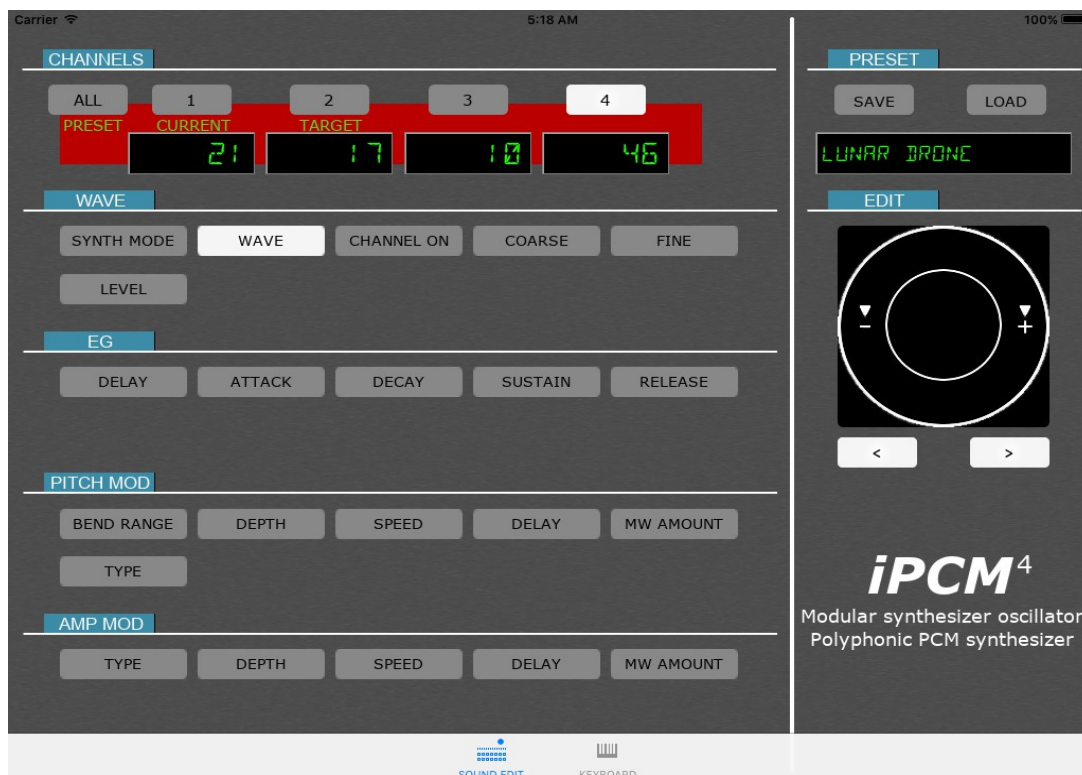 Carrier 5:18 AM 100%
CHANNELS
ALL 1 2 3 4
PRESET CURRENT TARGET
21 17 10 46
WAVE
SYNTH MODE WAVE CHANNEL ON COARSE FINE
LEVEL
EG
DELAY ATTACK DECAY SUSTAIN RELEASE
PITCH MOD
BEND RANGE DEPTH SPEED DELAY MW AMOUNT
TYPE
AMP MOD
TYPE DEPTH SPEED DELAY MW AMOUNT
PRESET
SAVE LOAD
LUNAR DRONE
EDIT
- +
< >
iPCM4
Modular synthesizer oscillator
Polyphonic PCM synthesizer
SOUND EDIT KEYBOARD